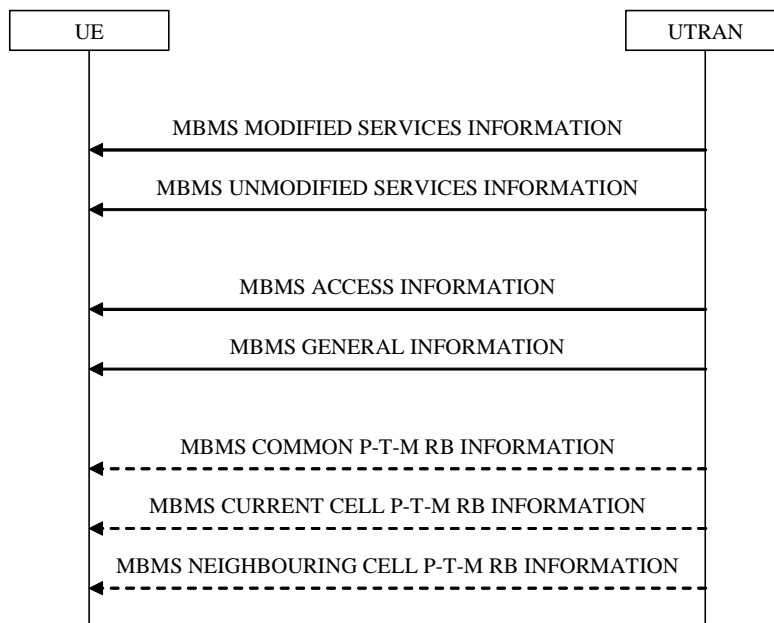 UE
UTRAN
MBMS MODIFIED SERVICES INFORMATION
MBMS UNMODIFIED SERVICES INFORMATION
MBMS ACCESS INFORMATION
MBMS GENERAL INFORMATION
MBMS COMMON P-T-M RB INFORMATION
MBMS CURRENT CELL P-T-M RB INFORMATION
MBMS NEIGHBOURING CELL P-T-M RB INFORMATION